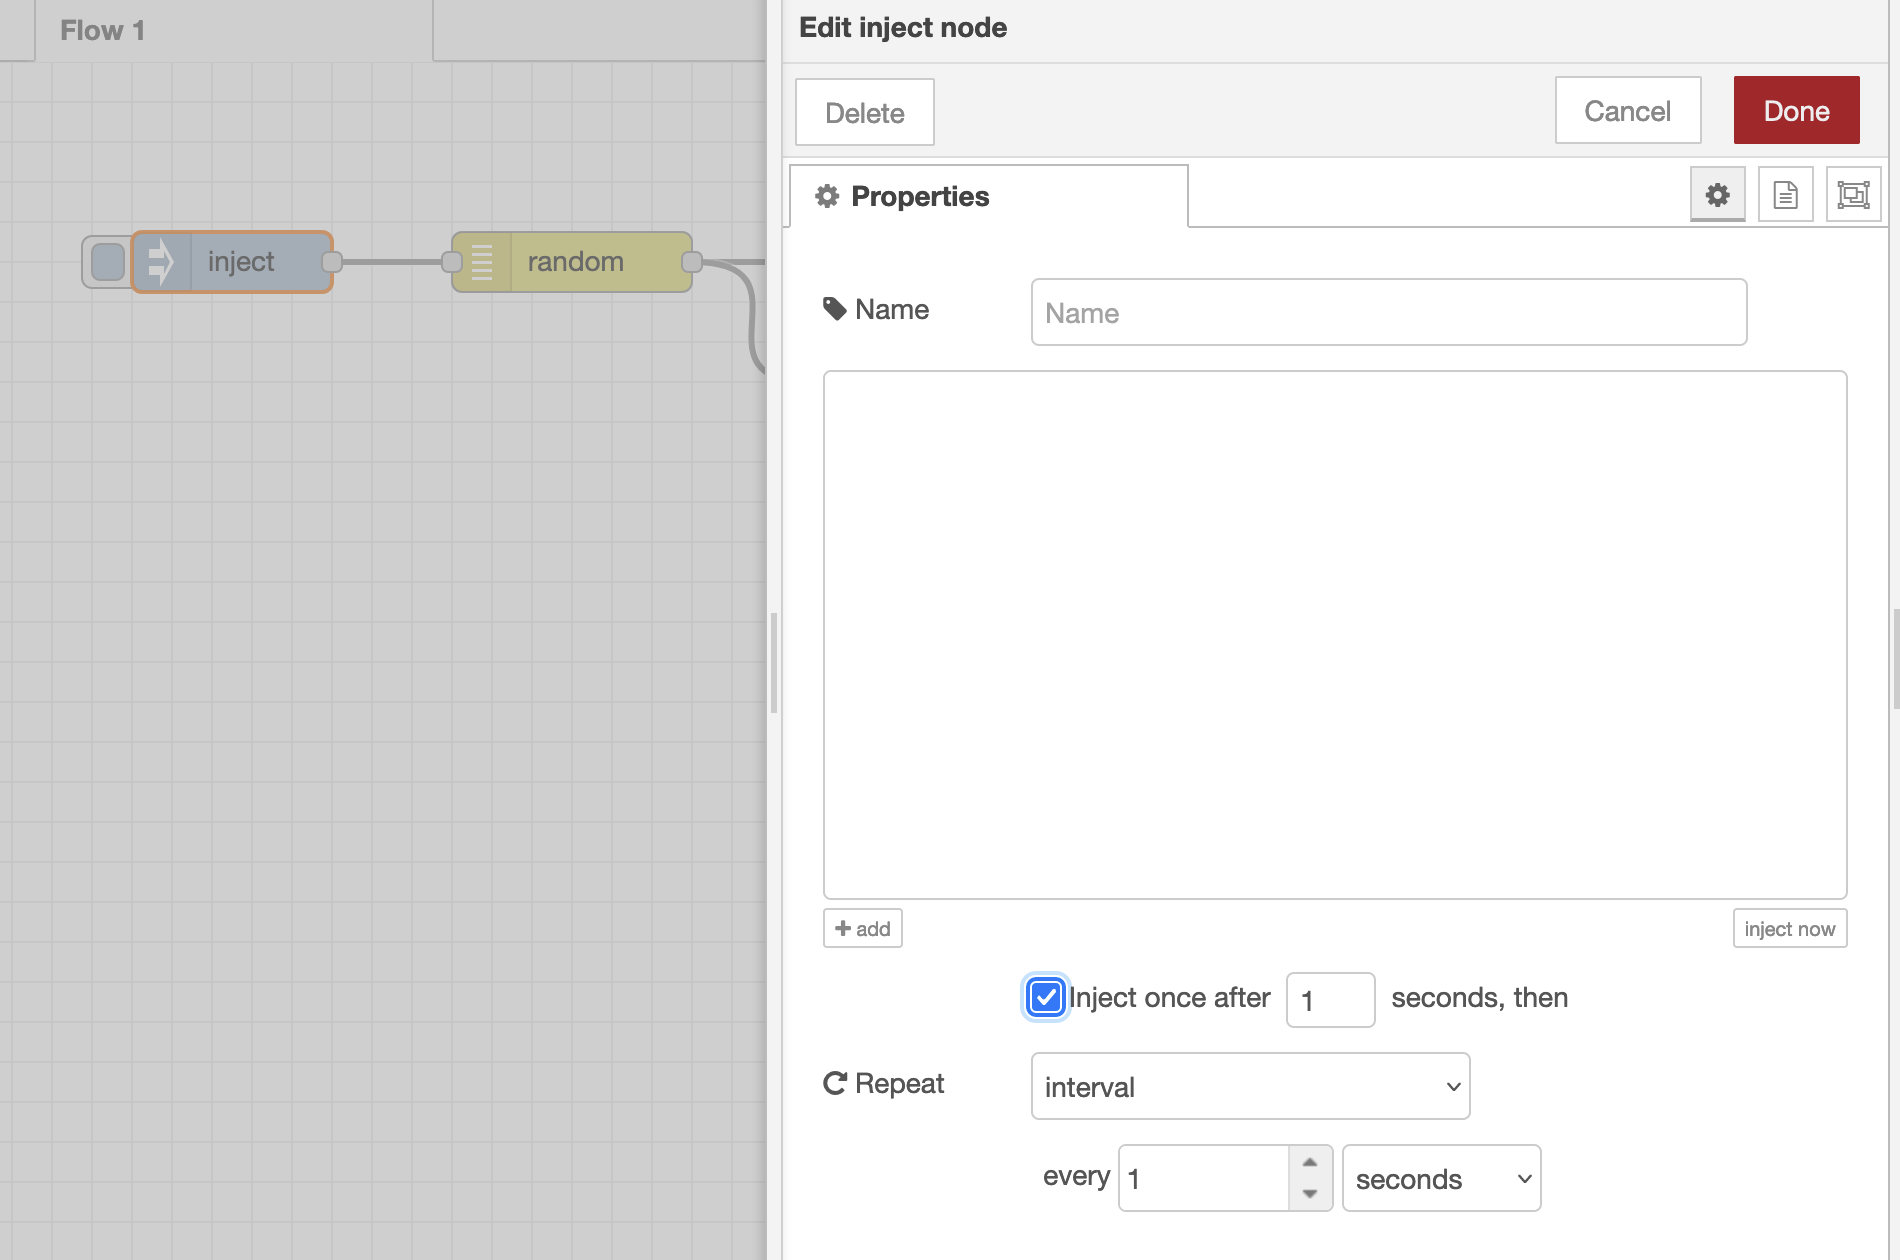 Flow 1
Edit inject node
Delete
Cancel
Done
Properties
inject
random
Name
Name
add
inject now
Inject once after 1 seconds, then
Repeat
interval
every 1 seconds